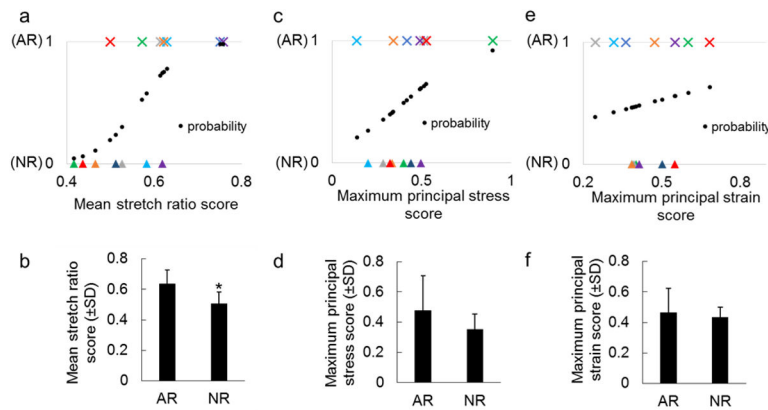 a
(AR) 1
probability
(NR) 0
0.4 0.6 0.8
Mean stretch ratio score
c
(AR) 1
probability
(NR) 0
0 0.5 1
Maximum principal stress
score
e
(AR) 1
probability
(NR) 0
0.2 0.4 0.6 0.8
Maximum principal strain
score
b
Mean stretch ratio
score (±SD)
0.8
0.6
0.4
0.2
0
*
AR NR
d
Maximum principal
stress score (±SD)
0.8
0.6
0.4
0.2
0
AR NR
f
Maximum principal
strain score (±SD)
0.8
0.6
0.4
0.2
0
AR NR